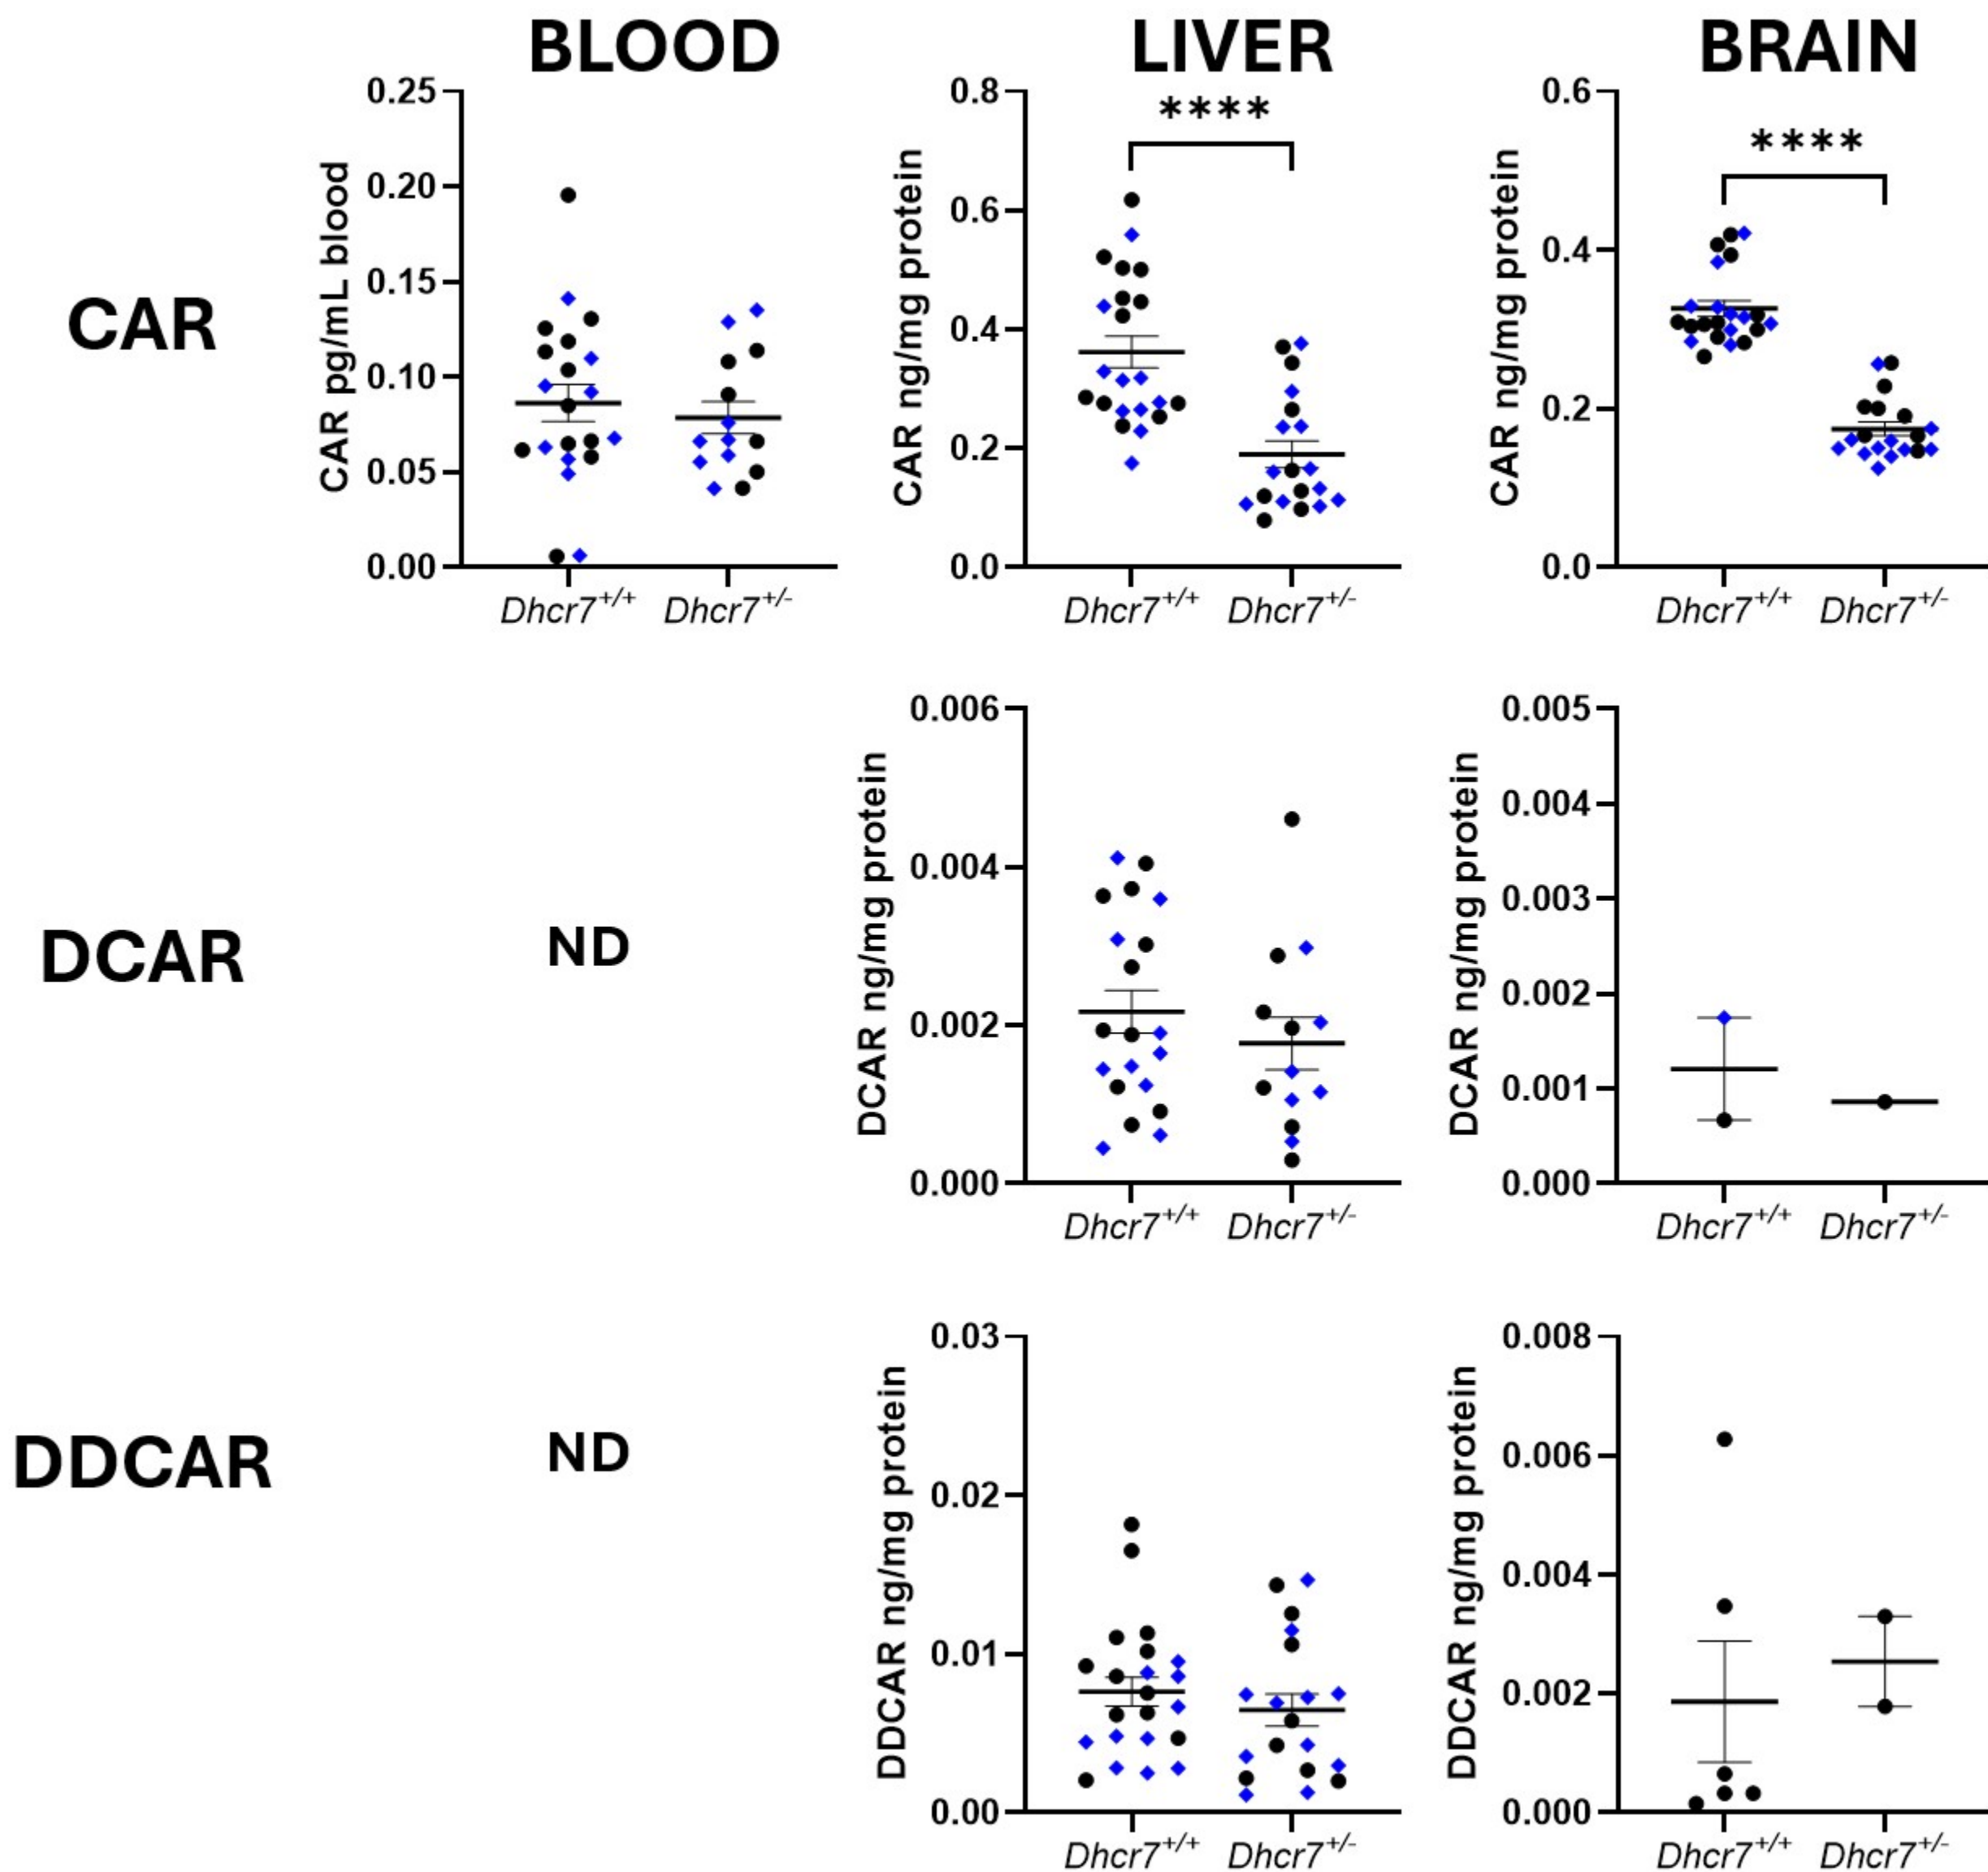 BLOOD LIVER BRAIN
CAR
CAR pg/mL blood
0.25
0.20
0.15
0.10
0.05
0.00
Dhcr7+/+ Dhcr7+/-
CAR ng/mg protein
0.8
0.6
0.4
0.2
0.0
****
Dhcr7+/+ Dhcr7+/-
CAR ng/mg protein
0.6
0.4
0.2
0.0
****
Dhcr7+/+ Dhcr7+/-
DCAR
ND
DCAR ng/mg protein
0.006
0.004
0.002
0.000
Dhcr7+/+ Dhcr7+/-
DCAR ng/mg protein
0.005
0.004
0.003
0.002
0.001
0.000
Dhcr7+/+ Dhcr7+/-
DDCAR
ND
DDCAR ng/mg protein
0.03
0.02
0.01
0.00
Dhcr7+/+ Dhcr7+/-
DDCAR ng/mg protein
0.008
0.006
0.004
0.002
0.000
Dhcr7+/+ Dhcr7+/-